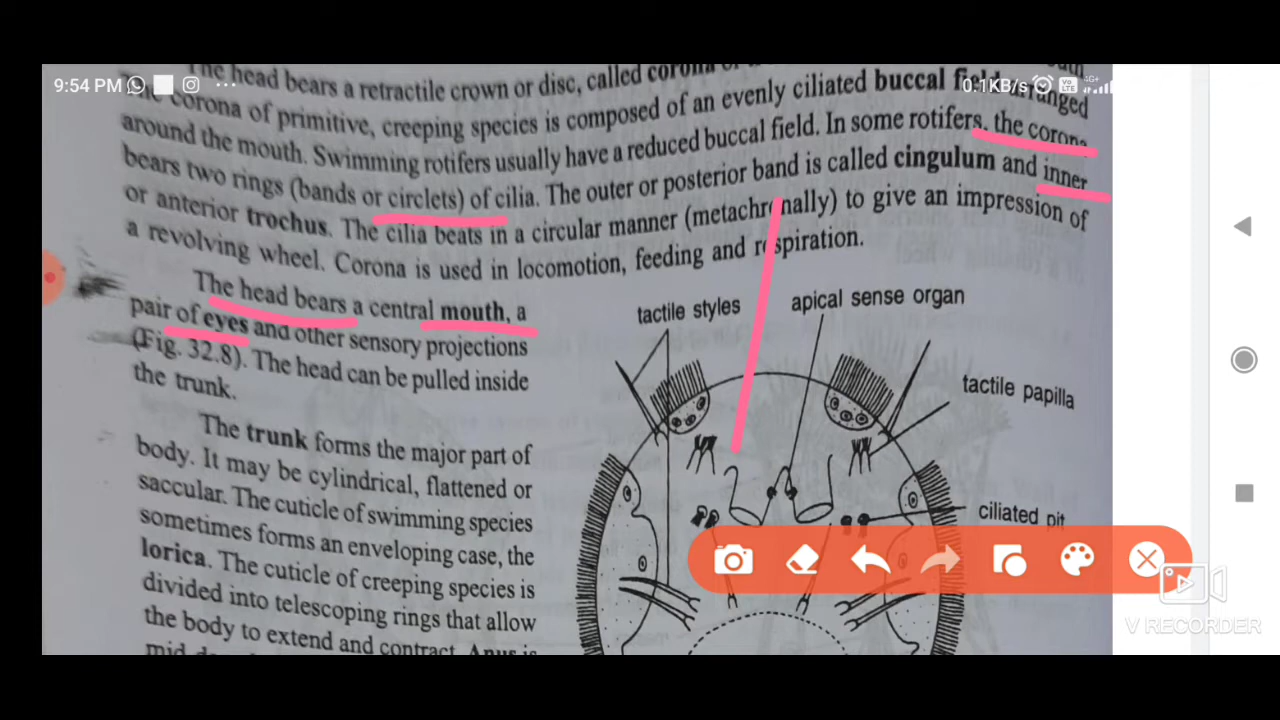 9:54 PM
0.1KB/s
4G+
The head bears a retractile crown or disc, called corona or
The corona of primitive, creeping species is composed of an evenly ciliated buccal field arranged
around the mouth. Swimming rotifers usually have a reduced buccal field. In some rotifers, the corona
bears two rings (bands or circlets) of cilia. The outer or posterior band is called cingulum and inner
or anterior trochus. The cilia beats in a circular manner (metachronally) to give an impression of
a revolving wheel. Corona is used in locomotion, feeding and respiration.
The head bears a central mouth, a
pair of eyes and other sensory projections
(Fig. 32.8). The head can be pulled inside
the trunk.
The trunk forms the major part of
body. It may be cylindrical, flattened or
saccular. The cuticle of swimming species
sometimes forms an enveloping case, the
lorica. The cuticle of creeping species is
divided into telescoping rings that allow
the body to extend and contract. Anus is
tactile styles
apical sense organ
tactile papilla
ciliated pit
V RECORDER